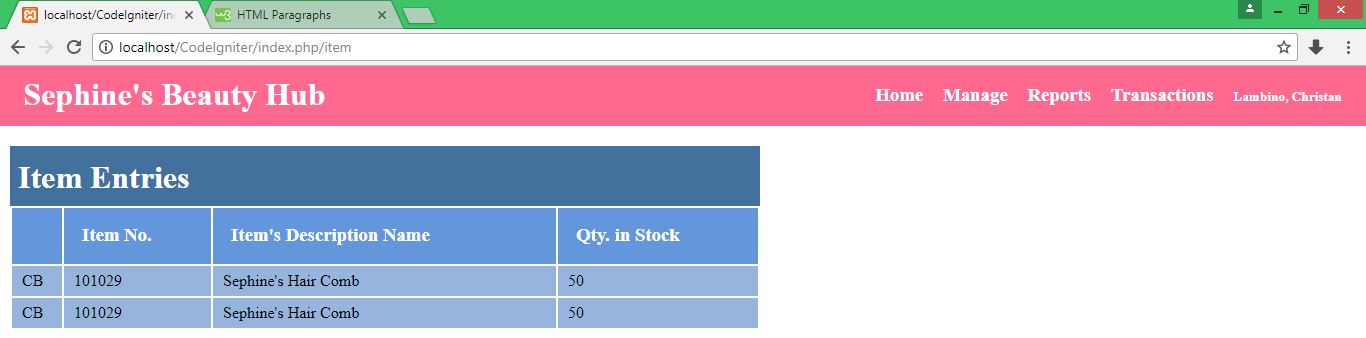 localhost/CodeIgniter/in
HTML Paragraphs
localhost/CodeIgniter/index.php/item
Sephine's Beauty Hub
Home Manage Reports Transactions Lambino, Christan
Item Entries
Item No. Item's Description Name Qty. in Stock
CB 101029 Sephine's Hair Comb 50
CB 101029 Sephine's Hair Comb 50